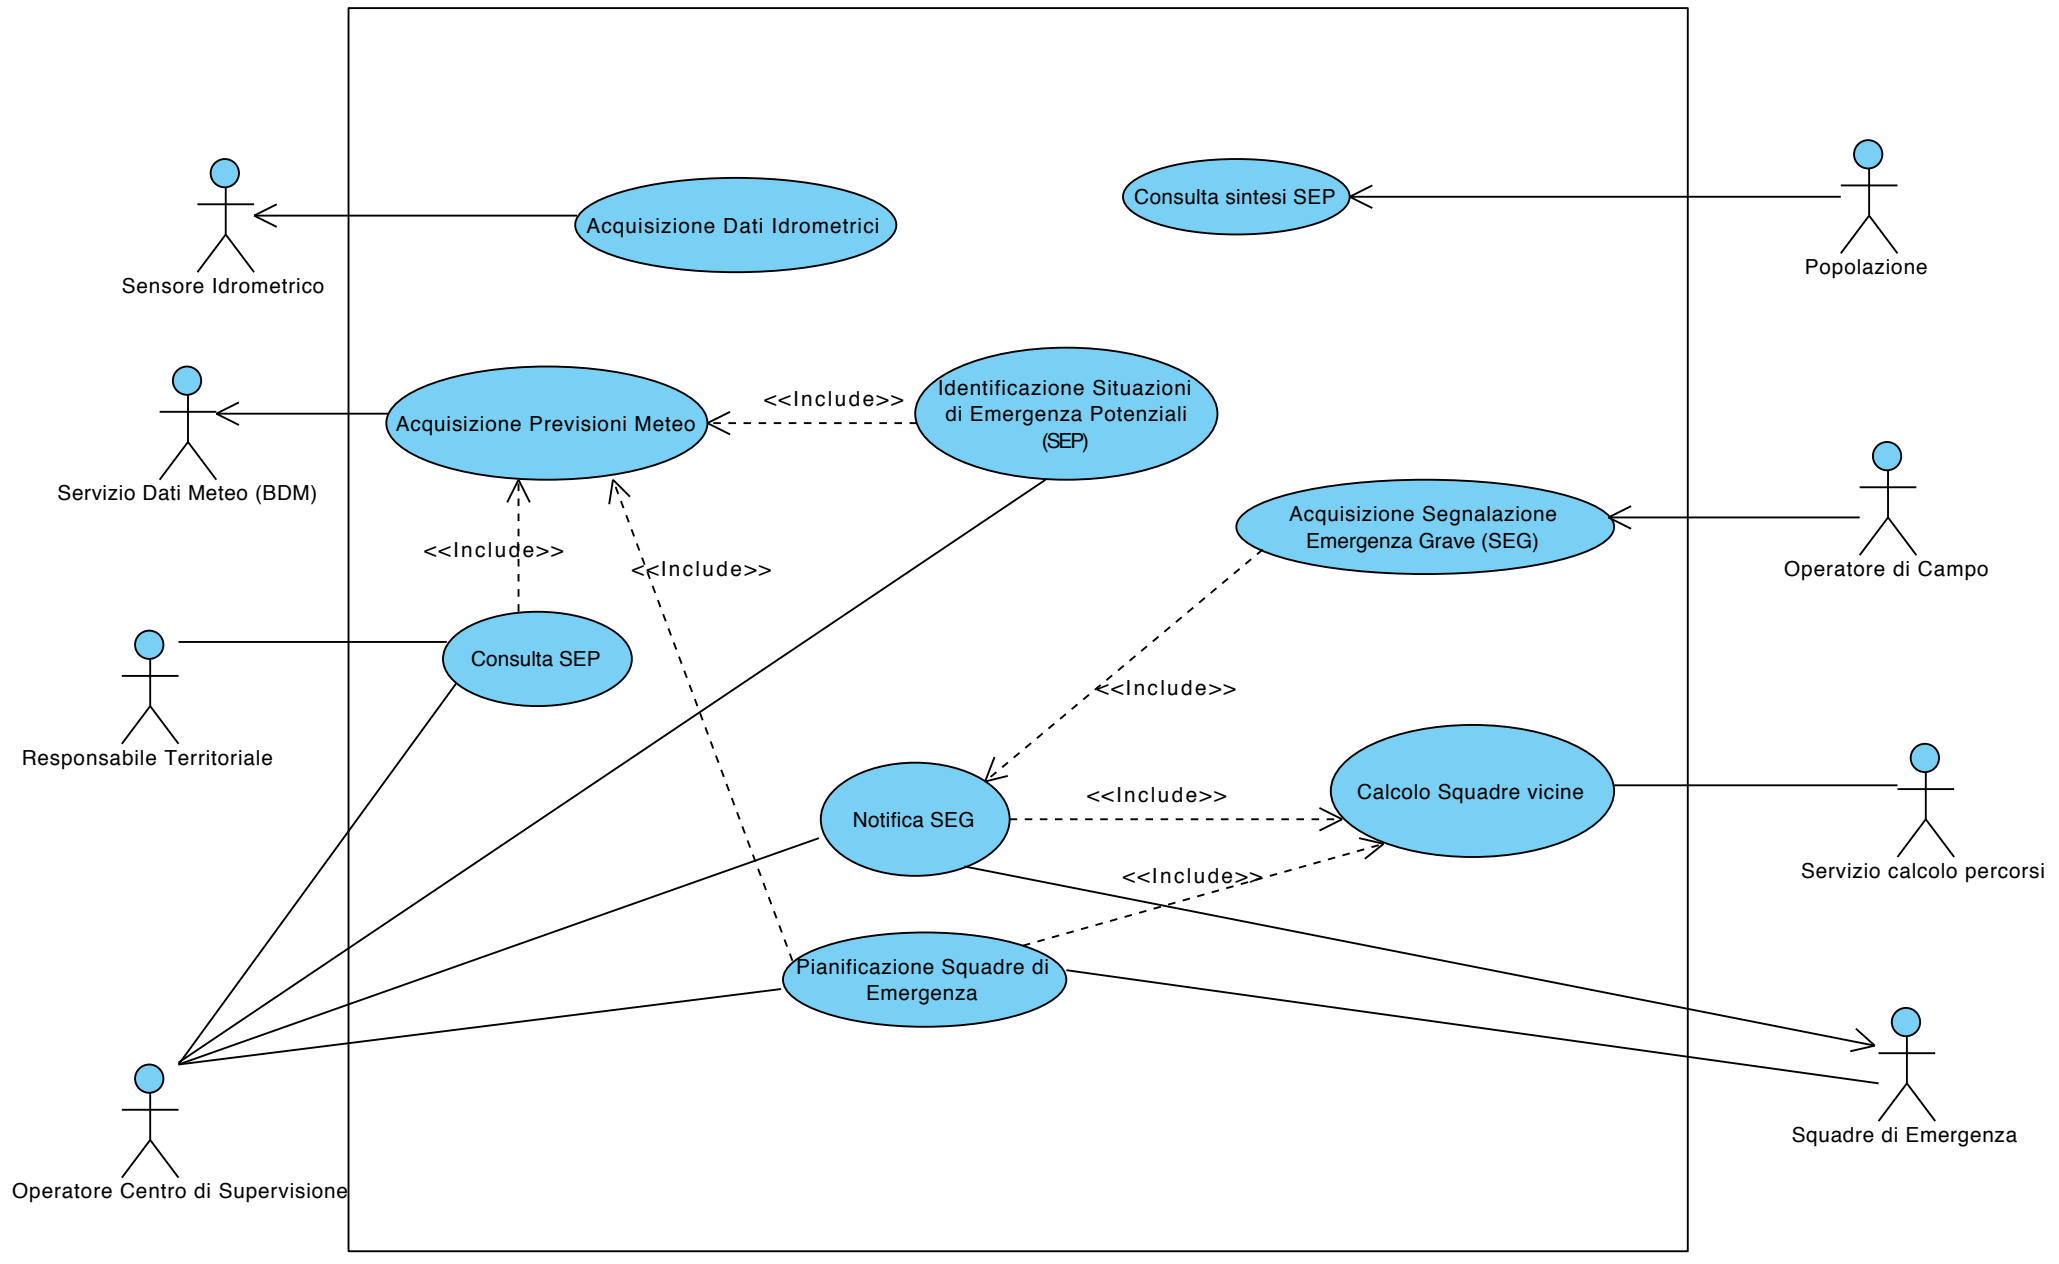 Consulta sintesi SEP
Acquisizione Dati Idrometrici
Popolazione
Sensore Idrometrico
Identificazione Situazioni
di Emergenza Potenziali
(SEP)
<<Include>>
Acquisizione Previsioni Meteo
Servizio Dati Meteo (BDM)
Acquisizione Segnalazione
Emergenza Grave (SEG)
<<Include>>
<<Include>>
Operatore di Campo
Consulta SEP
<<Include>>
Responsabile Territoriale
Calcolo Squadre vicine
<<Include>>
Notifica SEG
Servizio calcolo percorsi
<<Include>>
Pianificazione Squadre di
Emergenza
Squadre di Emergenza
Operatore Centro di Supervisione